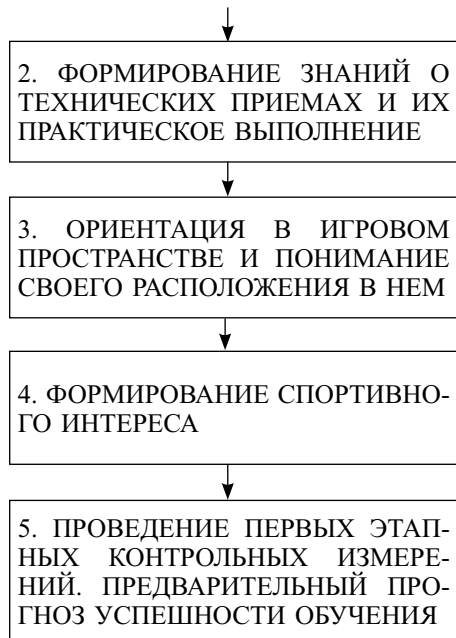 2. ФОРМИРОВАНИЕ ЗНАНИЙ О
ТЕХНИЧЕСКИХ ПРИЕМАХ И ИХ
ПРАКТИЧЕСКОЕ ВЫПОЛНЕНИЕ
3. ОРИЕНТАЦИЯ В ИГРОВОМ
ПРОСТРАНСТВЕ И ПОНИМАНИЕ
СВОЕГО РАСПОЛОЖЕНИЯ В НЕМ
4. ФОРМИРОВАНИЕ СПОРТИВНО-
ГО ИНТЕРЕСА
5. ПРОВЕДЕНИЕ ПЕРВЫХ ЭТАП-
НЫХ КОНТРОЛЬНЫХ ИЗМЕРЕ-
НИЙ. ПРЕДВАРИТЕЛЬНЫЙ ПРО-
ГНОЗ УСПЕШНОСТИ ОБУЧЕНИЯ